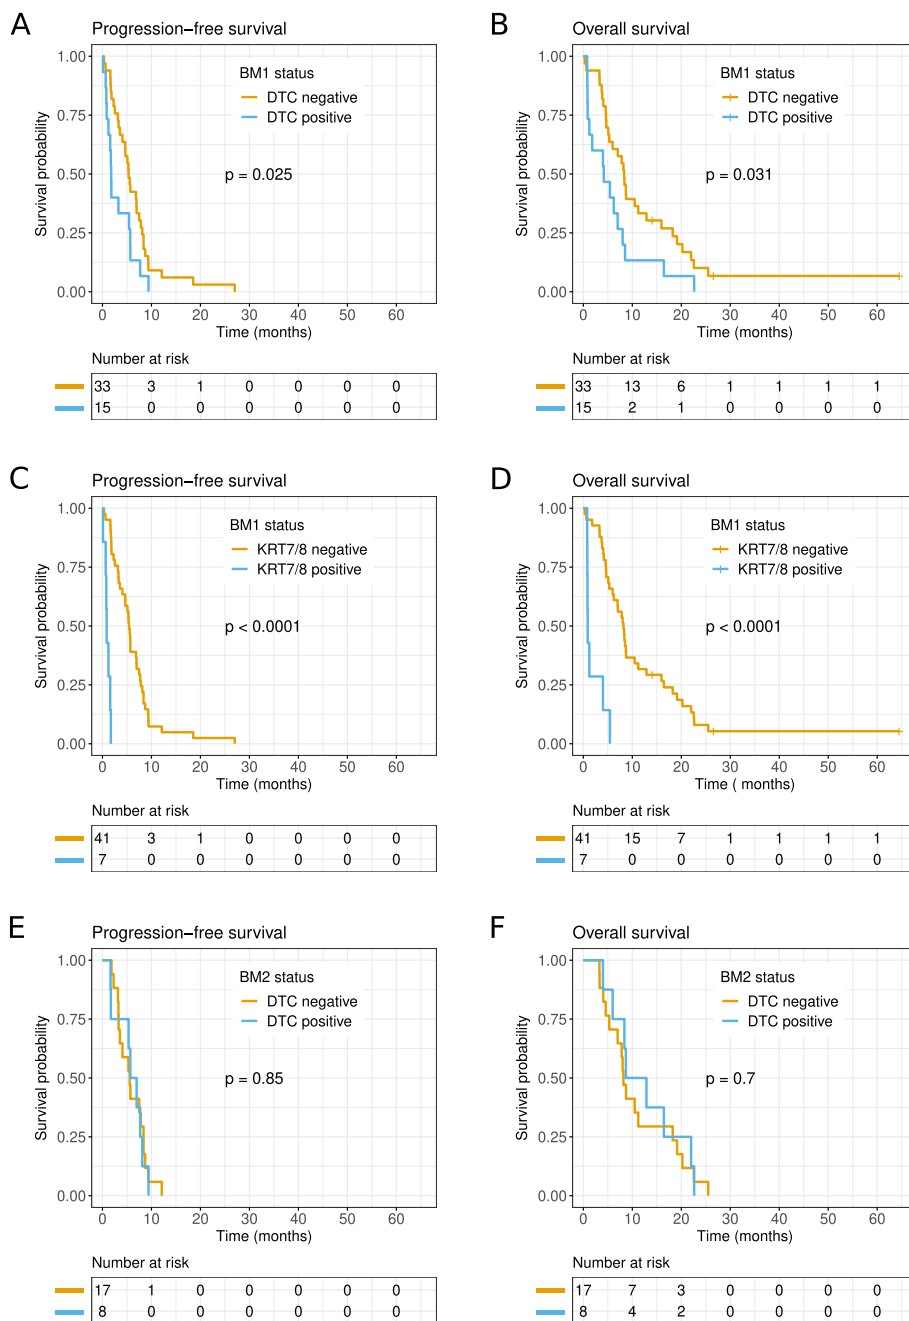 A
Progression−free survival
Survival probability
1.00
0.75
0.50
0.25
0.00
BM1 status
DTC negative
DTC positive
p = 0.025
0 10 20 30 40 50 60
Time (months)
Number at risk
33 3 1 0 0 0 0
15 0 0 0 0 0 0
B
Overall survival
Survival probability
1.00
0.75
0.50
0.25
0.00
BM1 status
DTC negative
DTC positive
p = 0.031
0 10 20 30 40 50 60
Time (months)
Number at risk
33 13 6 1 1 1 1
15 2 1 0 0 0 0
C
Progression−free survival
Survival probability
1.00
0.75
0.50
0.25
0.00
BM1 status
KRT7/8 negative
KRT7/8 positive
p < 0.0001
0 10 20 30 40 50 60
Time (months)
Number at risk
41 3 1 0 0 0 0
7 0 0 0 0 0 0
D
Overall survival
Survival probability
1.00
0.75
0.50
0.25
0.00
BM1 status
KRT7/8 negative
KRT7/8 positive
p < 0.0001
0 10 20 30 40 50 60
Time ( months)
Number at risk
41 15 7 1 1 1 1
7 0 0 0 0 0 0
E
Progression−free survival
Survival probability
1.00
0.75
0.50
0.25
0.00
BM2 status
DTC negative
DTC positive
p = 0.85
0 10 20 30 40 50 60
Time (months)
Number at risk
17 1 0 0 0 0 0
8 0 0 0 0 0 0
F
Overall survival
Survival probability
1.00
0.75
0.50
0.25
0.00
BM2 status
DTC negative
DTC positive
p = 0.7
0 10 20 30 40 50 60
Time (months)
Number at risk
17 7 3 0 0 0 0
8 4 2 0 0 0 0